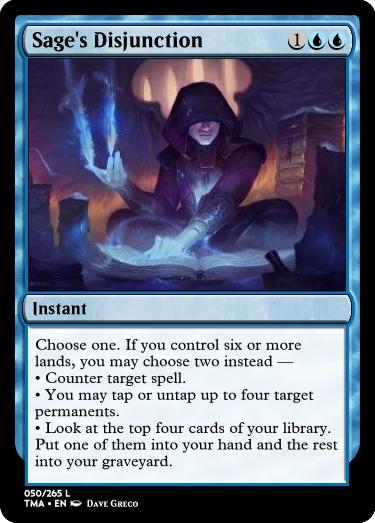 Sage's Disjunction 1
Instant
Choose one. If you control six or more
lands, you may choose two instead —
• Counter target spell.
• You may tap or untap up to four target
permanents.
• Look at the top four cards of your library.
Put one of them into your hand and the rest
into your graveyard.
050/265 L
TMA • EN Dave Greco